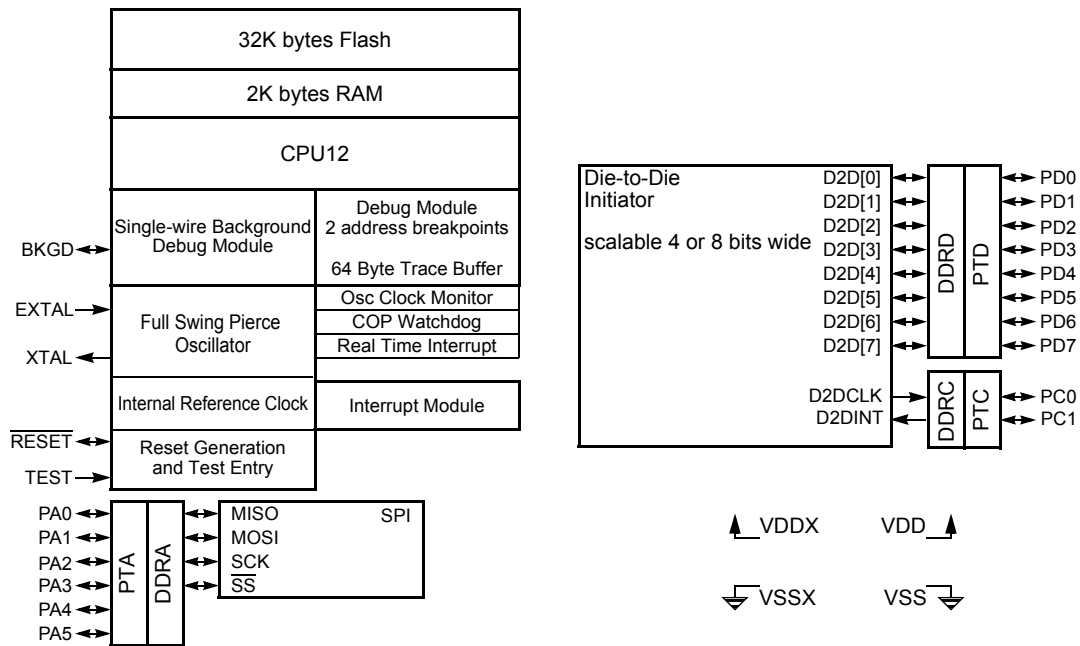 32K bytes Flash
2K bytes RAM
CPU12
Single-wire Background
Debug Module
Debug Module
2 address breakpoints
64 Byte Trace Buffer
BKGD
EXTAL
XTAL
Full Swing Pierce
Oscillator
Osc Clock Monitor
COP Watchdog
Real Time Interrupt
Internal Reference Clock
Interrupt Module
RESET
TEST
Reset Generation
and Test Entry
PA0
PA1
PA2
PA3
PA4
PA5
PTA
DDRA
MISO
MOSI
SCK
SS
SPI
Die-to-Die
Initiator
scalable 4 or 8 bits wide
D2D[0]
D2D[1]
D2D[2]
D2D[3]
D2D[4]
D2D[5]
D2D[6]
D2D[7]
D2DCLK
D2DINT
DDRD
PTD
PD0
PD1
PD2
PD3
PD4
PD5
PD6
PD7
DDRC
PTC
PC0
PC1
VDDX
VDD
VSSX
VSS